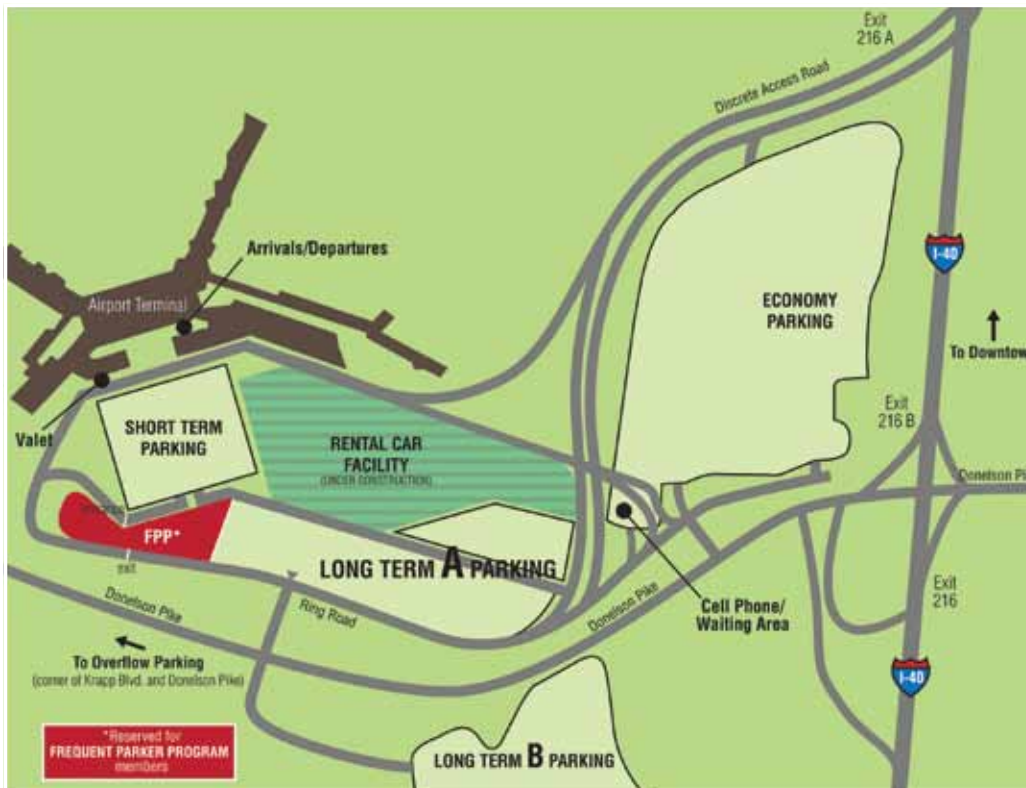 Exit
216 A
Discrete Access Road
I-40
Arrivals/Departures
Airport Terminal
ECONOMY
PARKING
To Downtow
Valet
SHORT TERM
PARKING
RENTAL CAR
FACILITY
(UNDER CONSTRUCTION)
Exit
216 B
Donelson Pi
FPP*
exit
LONG TERM A PARKING
Cell Phone/
Waiting Area
Exit
216
Donelson Pike
Ring Road
Donelson Pike
To Overflow Parking
(corner of Knapp Blvd. and Donelson Pike)
I-40
*Reserved for
FREQUENT PARKER PROGRAM
members
LONG TERM B PARKING